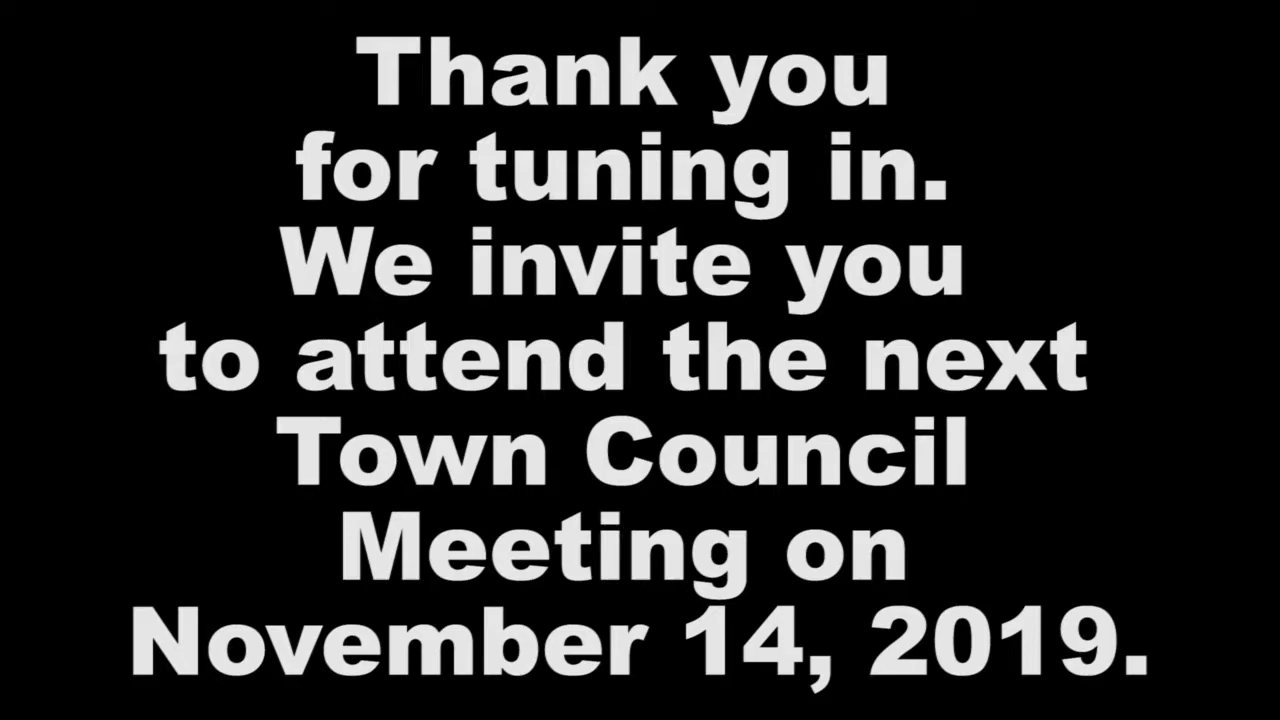 Thank you
for tuning in.
We invite you
to attend the next
Town Council
Meeting on
November 14, 2019.